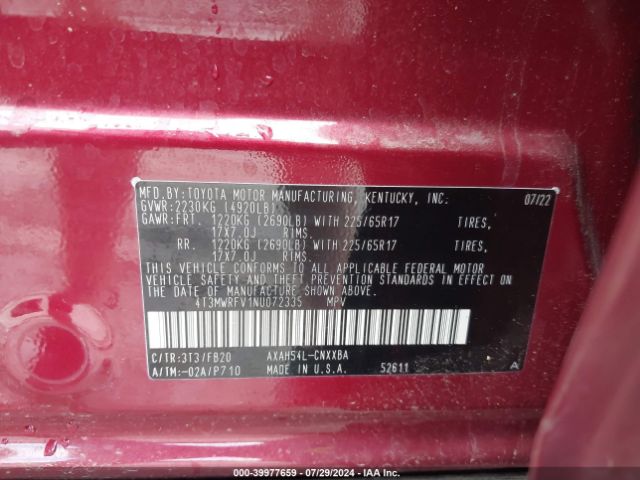 MFD.BY:TOYOTA MOTOR MANUFACTURING, KENTUCKY, INC. 07/22
GVWR:2230KG (4920LB)
GAWR:FRT. 1220KG (2690LB) WITH 225/65R17 TIRES,
17X7.0J RIMS.
RR. 1220KG (2690LB) WITH 225/65R17 TIRES,
17X7.0J RIMS.
THIS VEHICLE CONFORMS TO ALL APPLICABLE FEDERAL MOTOR
VEHICLE SAFETY AND THEFT PREVENTION STANDARDS IN EFFECT
ON THE DATE OF MANUFACTURE SHOWN ABOVE.
4T3MWRFV1NU072335 MPV
C/TR:3T3/FB20 AXAH54L-CNXXBA
A/TM:-02A/P710 MADE IN U.S.A. 52611 A
000-39977659 - 07/29/2024 - IAA Inc.